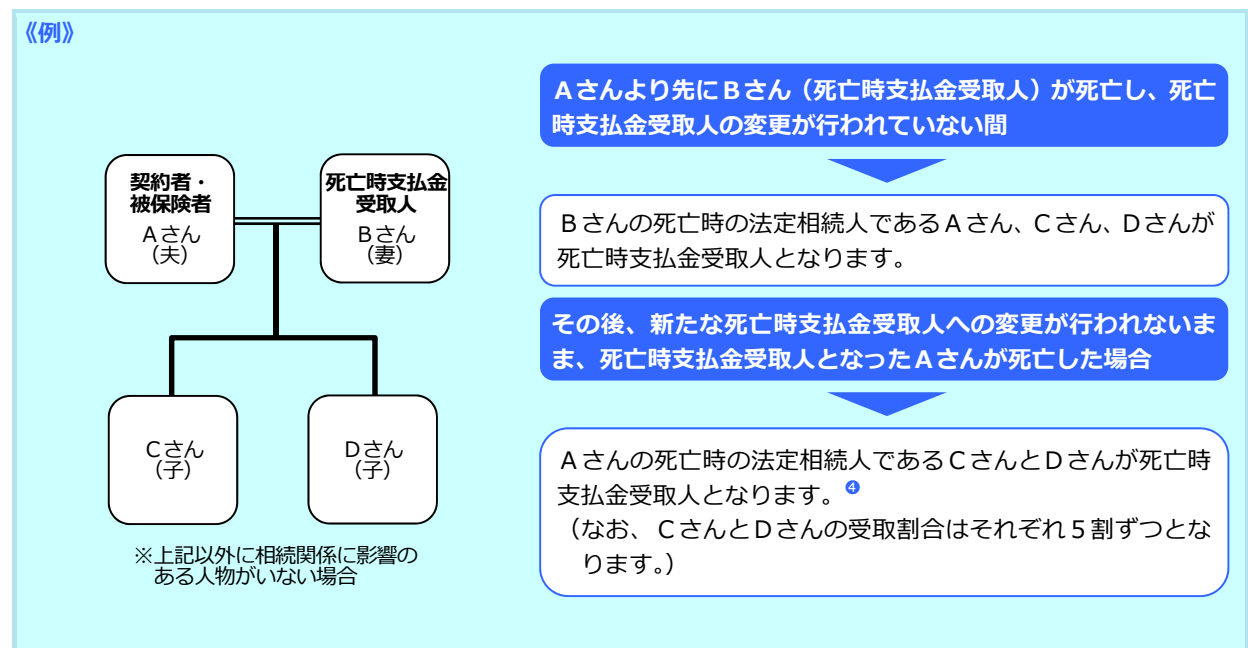 《例》
契約者・
被保険者
Ａさん
(夫)
死亡時支払金
受取人
Ｂさん
(妻)
Ｃさん
(子)
Ｄさん
(子)
※上記以外に相続関係に影響の
ある人物がいない場合
Ａさんより先にＢさん（死亡時支払金受取人）が死亡し、死亡
時支払金受取人の変更が行われていない間
Ｂさんの死亡時の法定相続人であるＡさん、Ｃさん、Ｄさんが
死亡時支払金受取人となります。
その後、新たな死亡時支払金受取人への変更が行われないま
ま、死亡時支払金受取人となったＡさんが死亡した場合
Ａさんの死亡時の法定相続人であるＣさんとＤさんが死亡時
支払金受取人となります。❹
（なお、ＣさんとＤさんの受取割合はそれぞれ５割ずつとな
ります。）